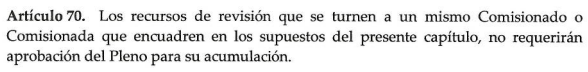 Artículo 70. Los recursos de revisión que se turnen a un mismo Comisionado o
Comisionada que encuadren en los supuestos del presente capítulo, no requerirán
aprobación del Pleno para su acumulación.